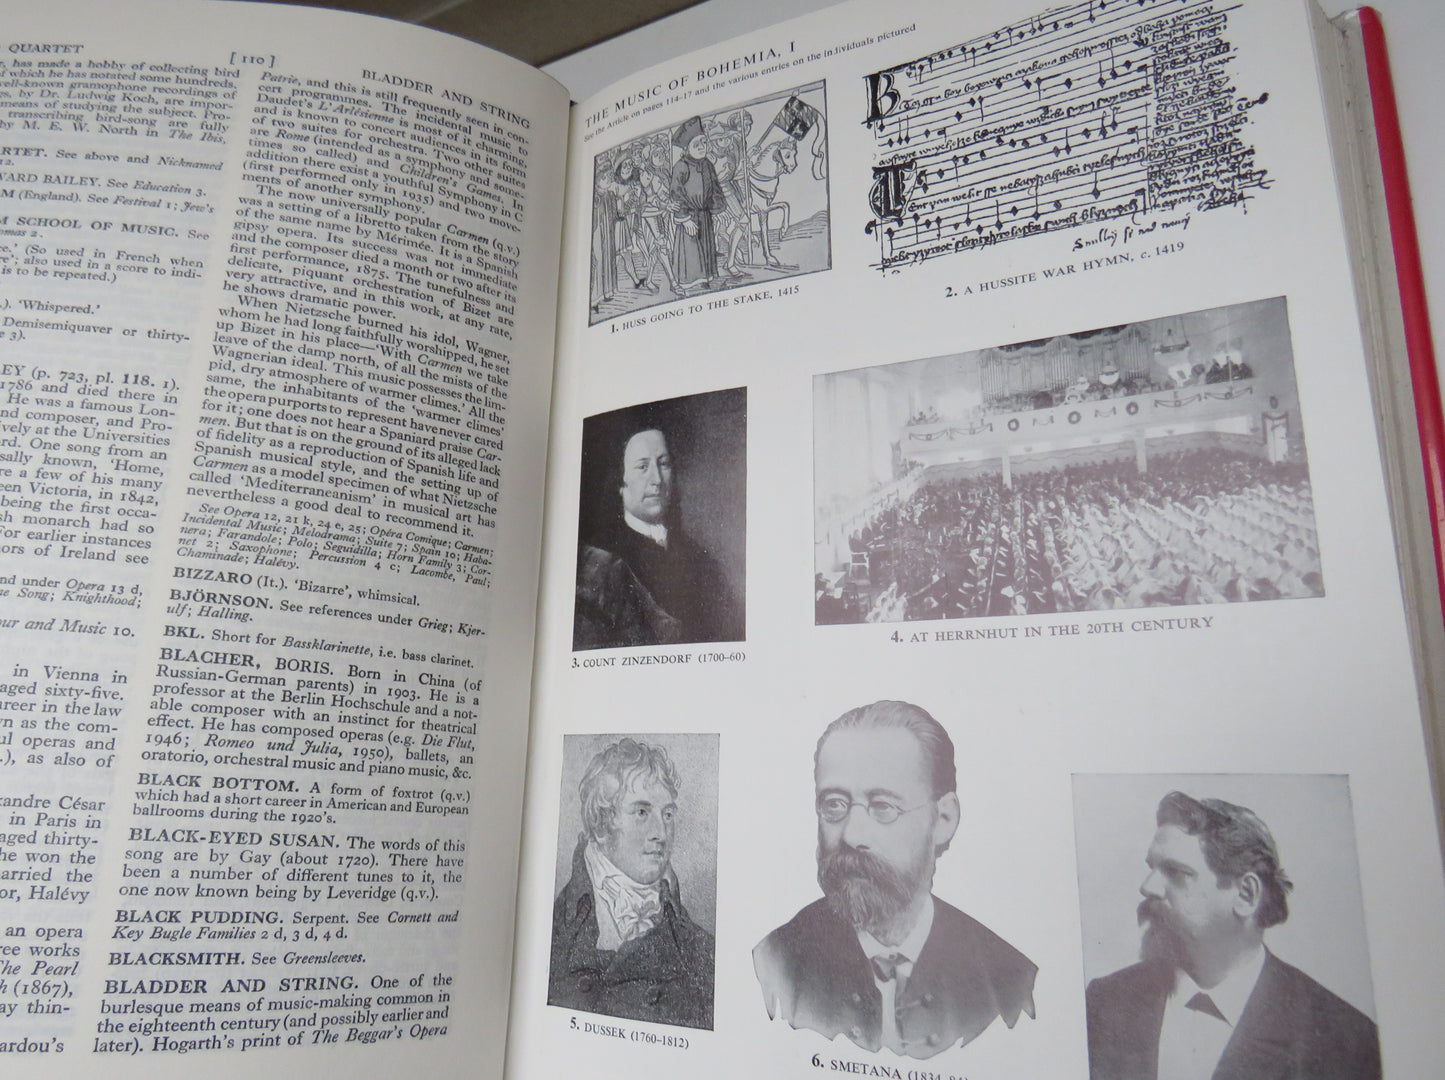 QUARTET
has made a hobby of collecting bird
of which he has notated some hundreds.
well-known gramophone recordings of
by Dr. Ludwig Koch, are impor-
means of studying the subject. Pro-
transcribing bird-song are fully
by M. E. W. North in The Ibis,
See above and Nicknamed
12.
WARD BAILEY. See Education 3.
(England). See Festival 1; Jew's
SCHOOL OF MUSIC. See
2.
(So used in French when
also used in a score to indi-
is to be repeated.)
'Whispered.'
Demisemiquaver or thirty-
3).
(p. 723, pl. 118. 1).
1786 and died there in
He was a famous Lon-
and composer, and Pro-
at the Universities
One song from an
known, 'Home,
a few of his many
Queen Victoria, in 1842,
being the first occa-
monarch had so
For earlier instances
of Ireland see
and under Opera 13 d,
Song; Knighthood;
and Music 10.
in Vienna in
aged sixty-five.
career in the law
as the com-
operas and
as also of
César
in Paris in
aged thirty-
he won the
married the
Halévy
an opera
works
The Pearl
(1867),
thin-
[110]
BLADDER AND STRING
Patrie, and this is still frequently seen in con-
cert programmes. The incidental music to
Daudet's L'Arlésienne is most of it charming,
and is known to concert audiences in its form
of two suites for orchestra. Two other suites
are Rome (intended as a symphony and some-
times so called) and Children's Games. In
addition there exist a youthful Symphony in C
first performed only in 1935) and two move-
ments of another symphony.
The now universally popular Carmen (q.v.)
was a setting of a libretto taken from the story
of the same name by Mérimée. It is a Spanish
gipsy opera. Its success was not immediate
and the composer died a month or two after its
first performance, 1875. The tunefulness and
delicate, piquant orchestration of Bizet are
very attractive, and in this work, at any rate,
he shows dramatic power.
When Nietzsche burned his idol, Wagner,
whom he had long faithfully worshipped, he set
up Bizet in his place—'With Carmen we take
leave of the damp north, of all the mists of the
Wagnerian ideal. This music possesses the lim-
pid, dry atmosphere of warmer climes.' All the
same, the inhabitants of the 'warmer climes'
the opera purports to represent have never cared
for it; one does not hear a Spaniard praise Car-
men. But that is on the ground of its alleged lack
of fidelity as a reproduction of Spanish life and
Spanish musical style, and the setting up of
Carmen as a model specimen of what Nietzsche
called 'Mediterraneanism' in musical art has
nevertheless a good deal to recommend it.
See Opera 12, 21 k, 24 e, 25; Opéra Comique; Carmen;
Incidental Music; Melodrama; Suite 7; Spain 10; Haba-
nera; Farandole; Polo; Seguidilla; Horn Family 3; Cor-
net 2; Saxophone; Percussion 4 c; Lacombe, Paul;
Chaminade; Halévy.
BIZZARO (It.). 'Bizarre', whimsical.
BJÖRNSON. See references under Grieg; Kjer-
ulf; Halling.
BKL. Short for Bassklarinette, i.e. bass clarinet.
BLACHER, BORIS. Born in China (of
Russian-German parents) in 1903. He is a
professor at the Berlin Hochschule and a not-
able composer with an instinct for theatrical
effect. He has composed operas (e.g. Die Flut,
1946; Romeo und Julia, 1950), ballets, an
oratorio, orchestral music and piano music, &c.
BLACK BOTTOM. A form of foxtrot (q.v.)
which had a short career in American and European
ballrooms during the 1920's.
BLACK-EYED SUSAN. The words of this
song are by Gay (about 1720). There have
been a number of different tunes to it, the
one now known being by Leveridge (q.v.).
BLACK PUDDING. Serpent. See Cornett and
Key Bugle Families 2 d, 3 d, 4 d.
BLACKSMITH. See Greensleeves.
BLADDER AND STRING. One of the
burlesque means of music-making common in
the eighteenth century (and possibly earlier and
later). Hogarth's print of The Beggar's Opera
THE MUSIC OF BOHEMIA, I
See the Article on pages 114-17 and the various entries on the individuals pictured
1. HUSS GOING TO THE STAKE, 1415
2. A HUSSITE WAR HYMN, c. 1419
3. COUNT ZINZENDORF (1700–60)
4. AT HERRNHUT IN THE 20TH CENTURY
5. DUSSEK (1760–1812)
6. SMETANA (1824–84)